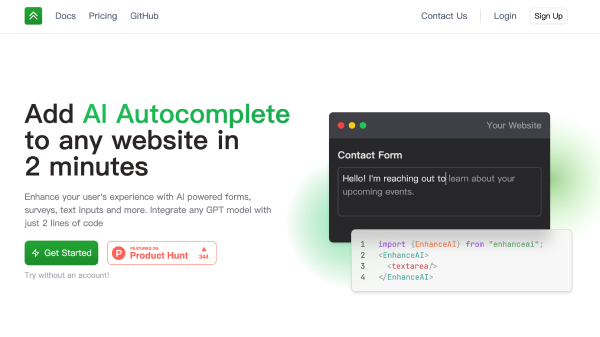 Docs Pricing GitHub Contact Us Login Sign Up
Add AI Autocomplete
to any website in
2 minutes
Enhance your user's experience with AI powered forms,
surveys, text inputs and more. Integrate any GPT model with
just 2 lines of code
Get Started
FEATURED ON
Product Hunt
344
Try without an account!
Your Website
Contact Form
Hello! I'm reaching out to learn about your
upcoming events.
1 import {EnhanceAI} from "enhanceai";
2 <EnhanceAI>
3 <textarea/>
4 </EnhanceAI>